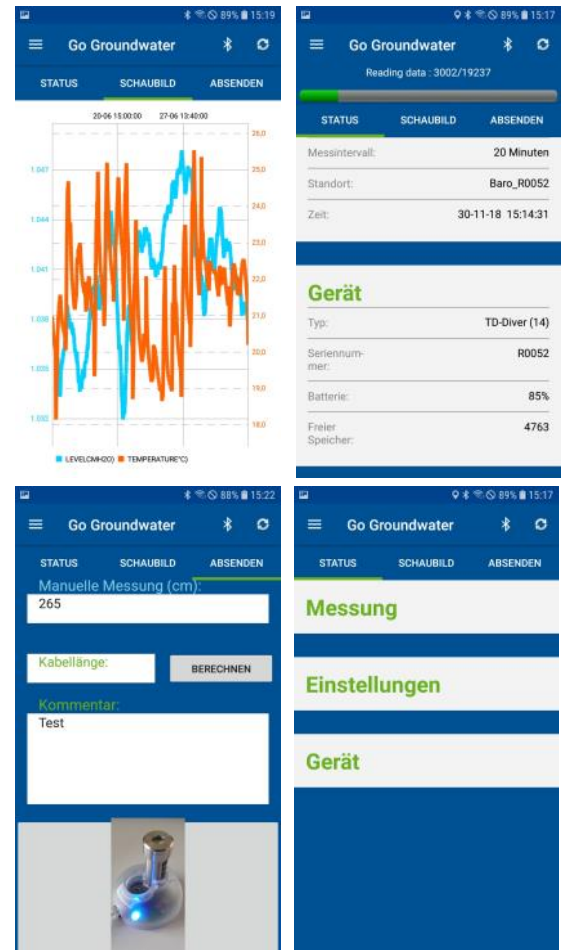 89% 15:19
Go Groundwater
STATUS SCHAUBILD ABSENDEN
20-06 15:00:00 27-06 13:40:00
26,0
1.047 25,0
24,0
1.044
23,0
1.041
22,0
1.038 21,0
20,0
1.035
19,0
18,0
LEVEL(CMH2O) TEMPERATURE°C)
89% 15:17
Go Groundwater
Reading data : 3002/19237
STATUS SCHAUBILD ABSENDEN
Messintervall: 20 Minuten
Standort: Baro_R0052
Zeit: 30-11-18 15:14:31
Gerät
Typ: TD-Diver (14)
Seriennum-
mer: R0052
Batterie: 85%
Freier
Speicher: 4763
88% 15:22
Go Groundwater
STATUS SCHAUBILD ABSENDEN
Manuelle Messung (cm):
265
Kabellänge:
BERECHNEN
Kommentar:
Test
89% 15:17
Go Groundwater
STATUS SCHAUBILD ABSENDEN
Messung
Einstellungen
Gerät